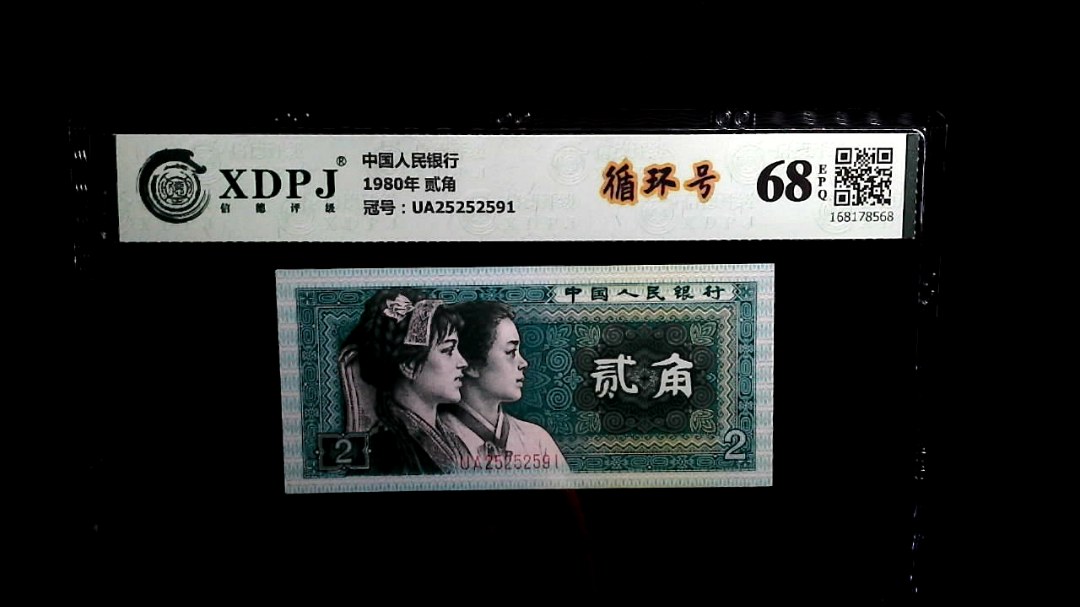 XDPJ®
信德评级
中国人民银行
1980年 贰角
冠号：UA25252591
循环号
68
EPQ
168178568
中国人民银行
贰角
2
2
UA25252591